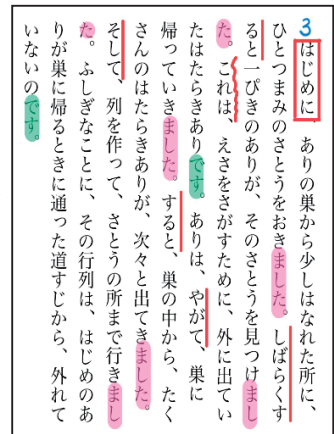 3
はじめに　ありの巣から少しはなれた所に、
ひとつまみのさとうをおきました。しばらくす
ると一ぴきのありが、そのさとうを見つけまし
た。これは、えさをさがすために、外に出てい
たはたらきありです。ありは、やがて、巣に
帰っていきました。すると、巣の中から、たく
さんのはたらきありが、次々と出てきました。
そして、列を作って、さとうの所まで行きまし
た。ふしぎなことに、その行列は、はじめのあ
りが巣に帰るときに通った道すじから、外れて
いないのです。